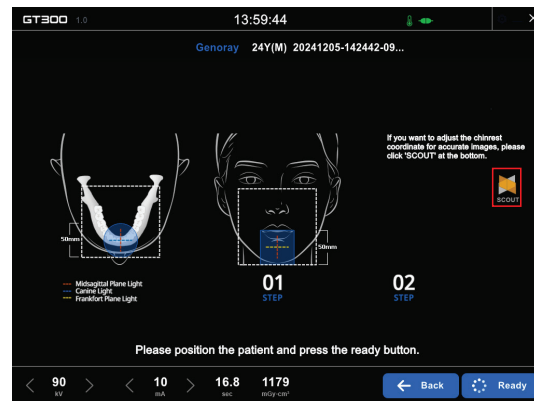 GT300 1.0
13:59:44
Genoray 24Y(M) 20241205-142442-09...
If you want to adjust the chinrest
coordinate for accurate images, please
click 'SCOUT' at the bottom.
SCOUT
50mm
50mm
Midsagittal Plane Light
Canine Light
Frankfort Plane Light
01
STEP
02
STEP
Please position the patient and press the ready button.
90
kV
10
mA
16.8
sec
1179
mGy·cm²
Back
Ready